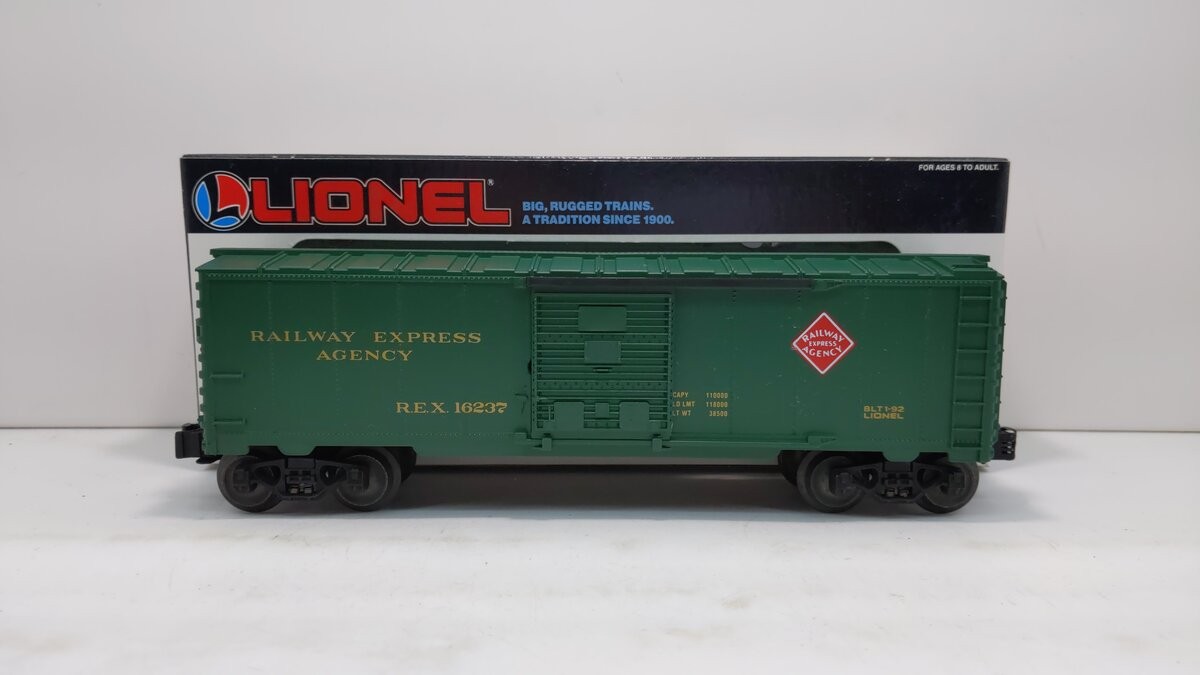 FOR AGES 8 TO ADULT.
LIONEL®
BIG, RUGGED TRAINS.
A TRADITION SINCE 1900.
RAILWAY EXPRESS
AGENCY
R.E.X. 16237
CAPY 110000
LD LMT 118000
LT WT 38500
RAILWAY
EXPRESS
AGENCY
BLT 1-92
LIONEL